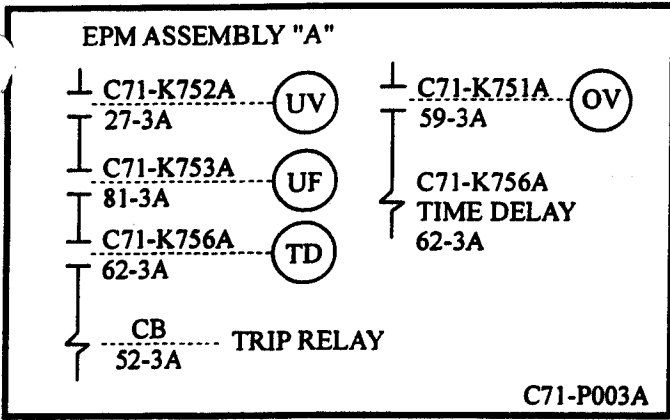 EPM ASSEMBLY "A"
C71-K752A
27-3A
UV
C71-K753A
81-3A
UF
C71-K756A
62-3A
TD
CB
52-3A
TRIP RELAY
C71-K751A
59-3A
OV
C71-K756A
TIME DELAY
62-3A
C71-P003A